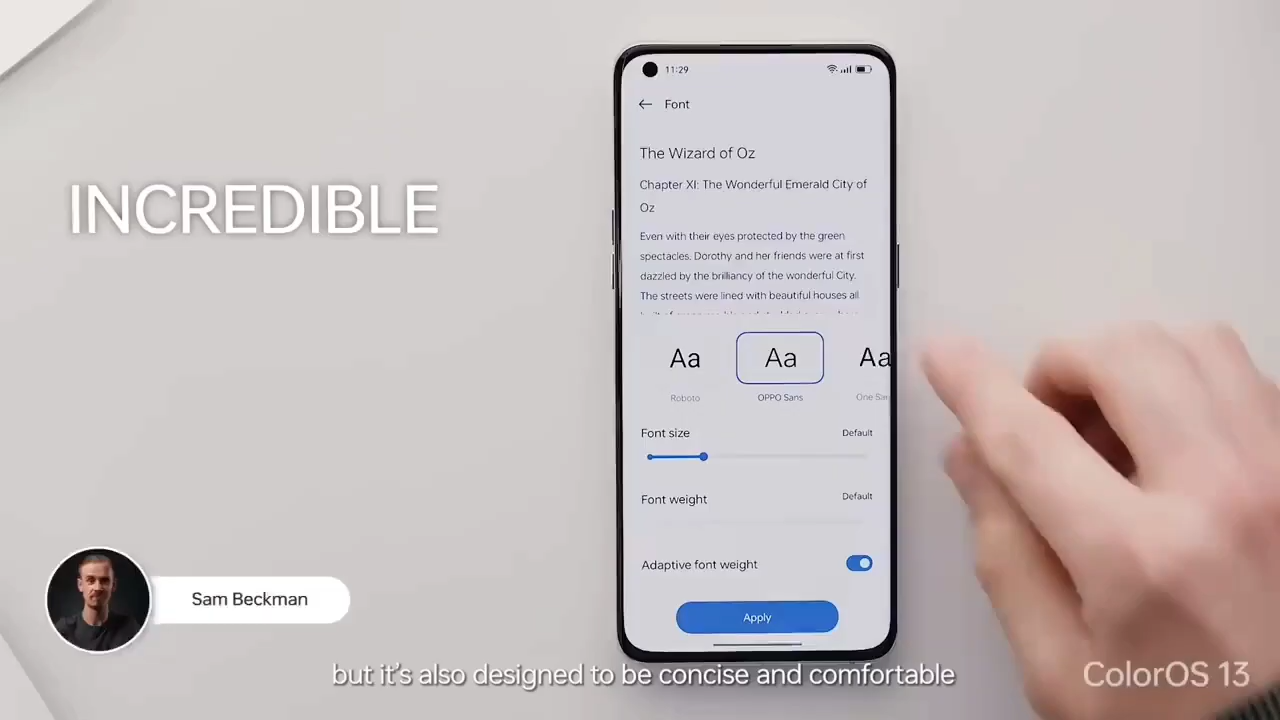 11:29
Font
The Wizard of Oz
Chapter XI: The Wonderful Emerald City of
Oz
Even with their eyes protected by the green
spectacles. Dorothy and her friends were at first
dazzled by the brilliancy of the wonderful City.
The streets were lined with beautiful houses all
INCREDIBLE
Aa
Aa
Aa
Roboto
OPPO Sans
One
Font size
Default
Font weight
Default
Adaptive font weight
Sam Beckman
Apply
but it's also designed to be concise and comfortable
ColorOS 13